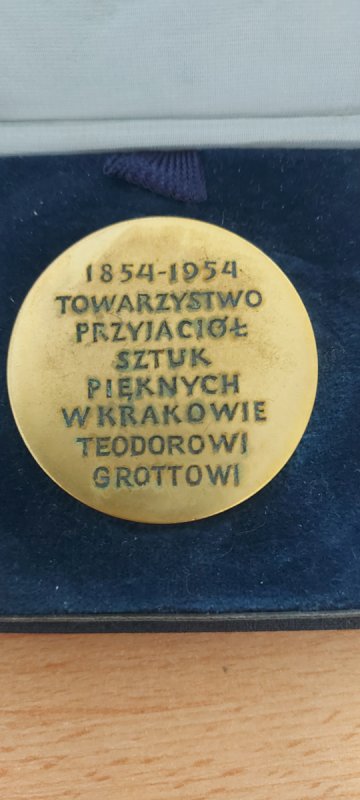 1854-1954
TOWARZYSTWO
PRZYJACIÓŁ
SZTUK
PIĘKNYCH
W KRAKOWIE
TEODOROWI
GROTTOWI